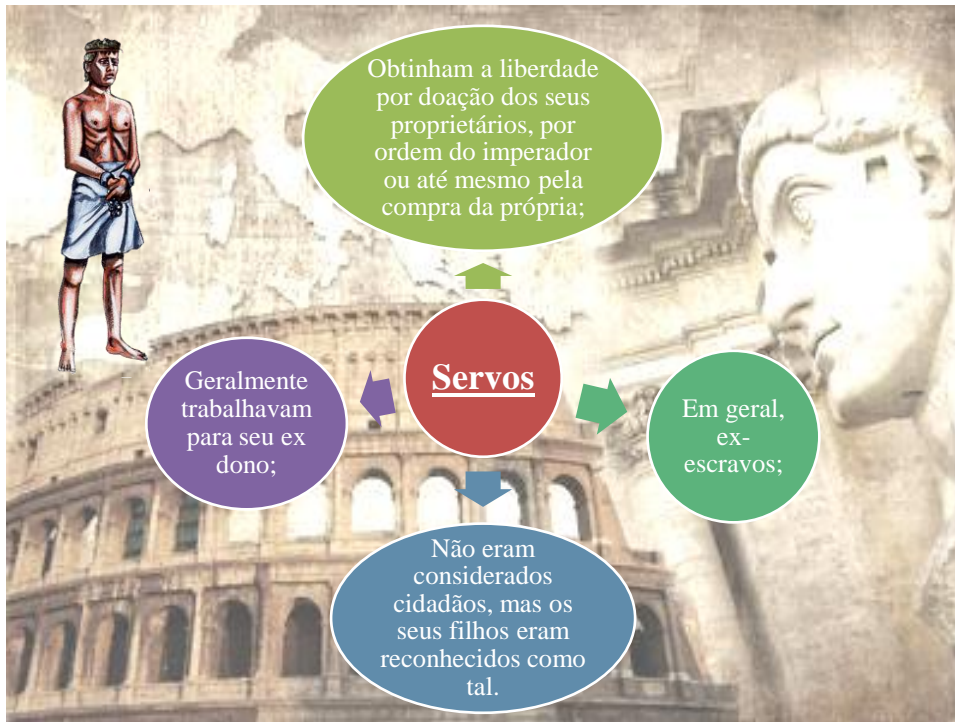 Obtinham a liberdade
por doação dos seus
proprietários, por
ordem do imperador
ou até mesmo pela
compra da própria;
Servos
Geralmente
trabalhavam
para seu ex
dono;
Em geral,
ex-
escravos;
Não eram
considerados
cidadãos, mas os
seus filhos eram
reconhecidos como
tal.